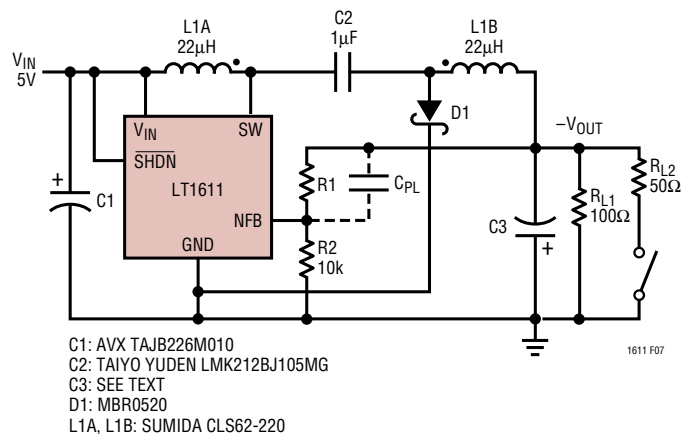 L1A
22µH
C2
1µF
L1B
22µH
VIN
5V
D1
VIN
SW
SHDN
LT1611
NFB
GND
C1
+
R1
CPL
R2
10k
–VOUT
C3
+
RL1
100Ω
RL2
50Ω
1611 F07
C1: AVX TAJB226M010
C2: TAIYO YUDEN LMK212BJ105MG
C3: SEE TEXT
D1: MBR0520
L1A, L1B: SUMIDA CLS62-220